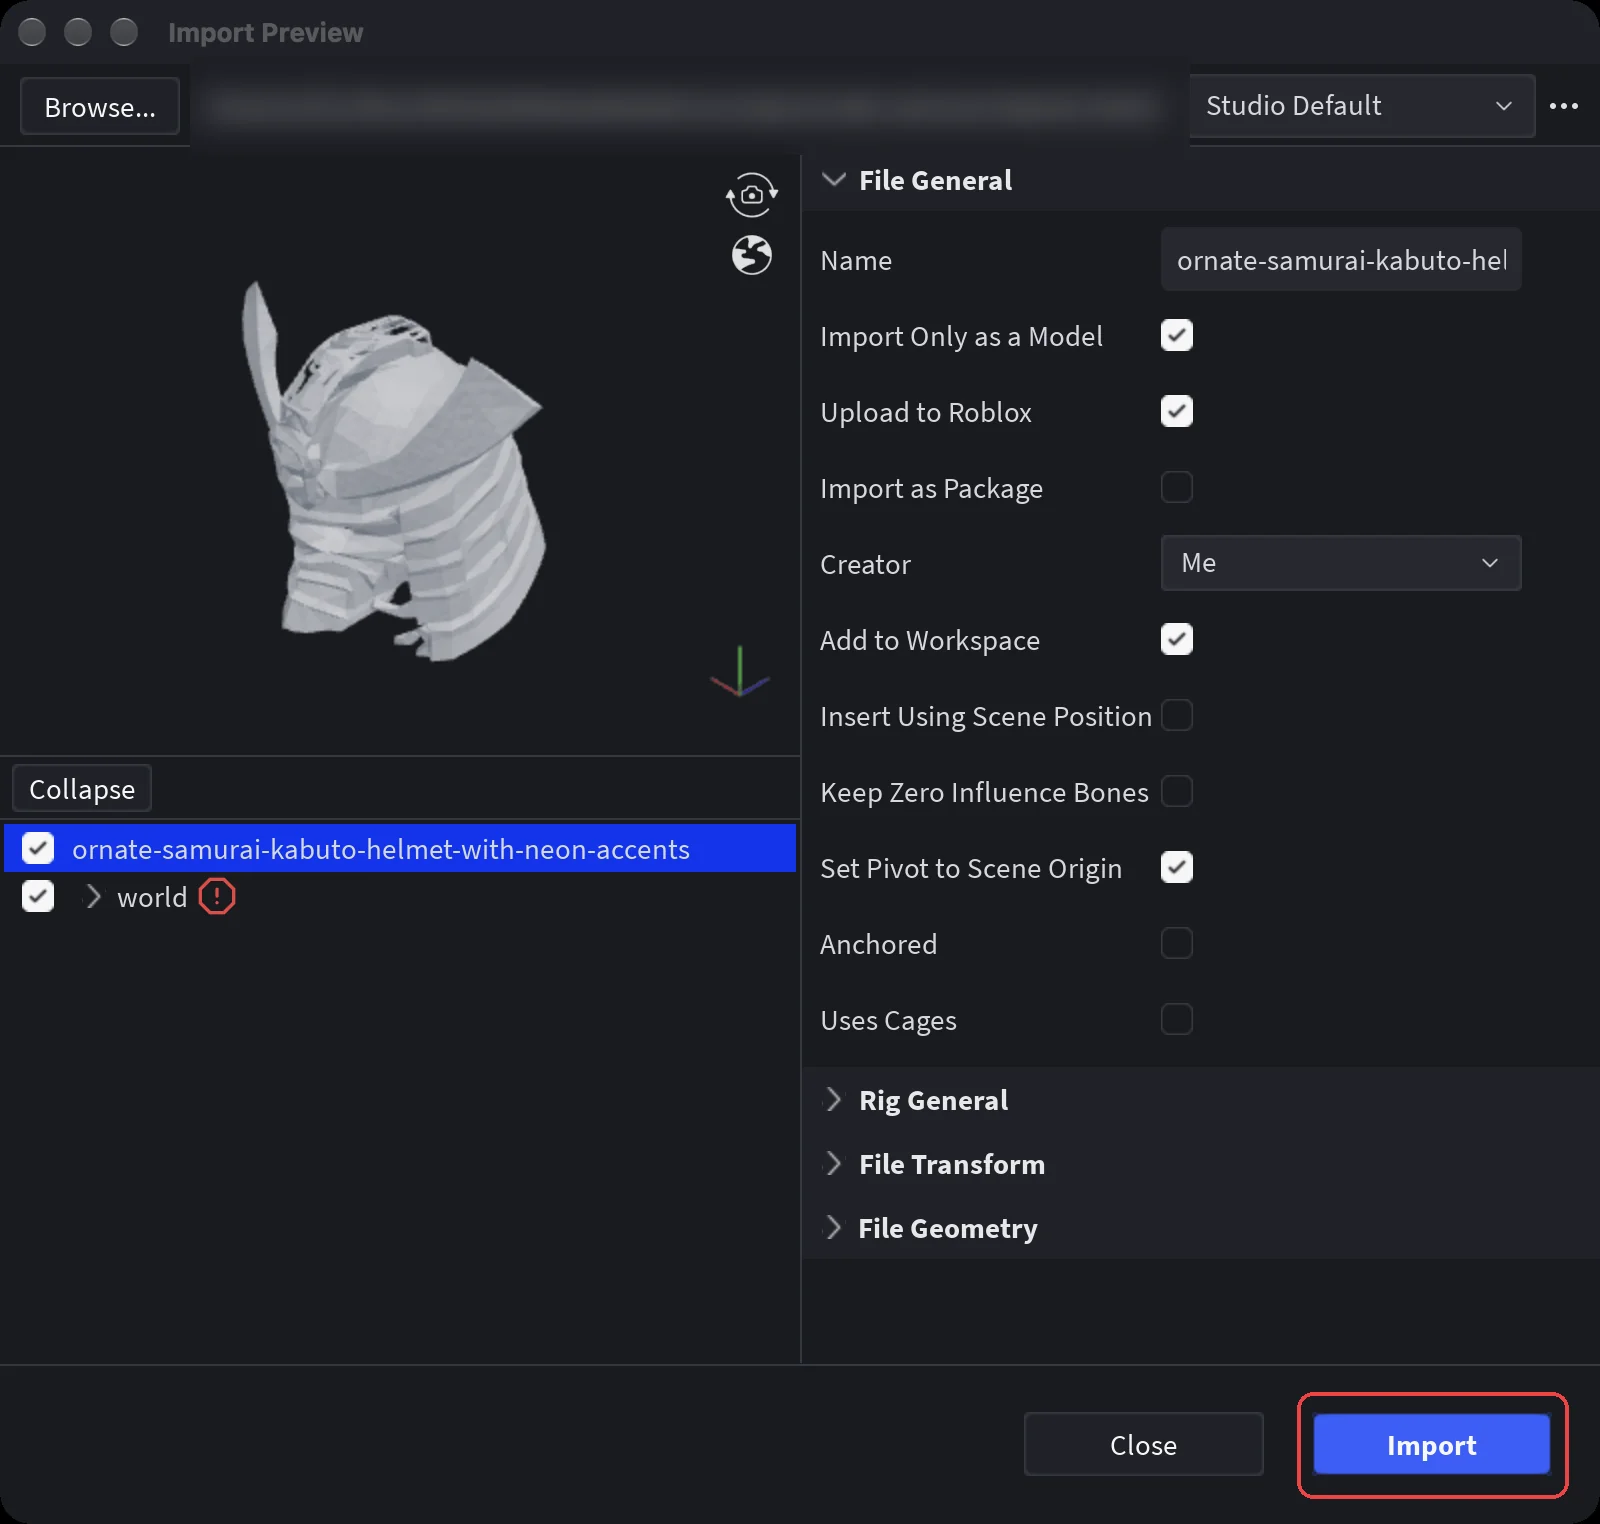 Import Preview
Browse...
Studio Default
File General
Name
ornate-samurai-kabuto-hel
Import Only as a Model
Upload to Roblox
Import as Package
Creator
Me
Add to Workspace
Insert Using Scene Position
Keep Zero Influence Bones
Set Pivot to Scene Origin
Anchored
Uses Cages
Rig General
File Transform
File Geometry
Collapse
ornate-samurai-kabuto-helmet-with-neon-accents
world
Close
Import